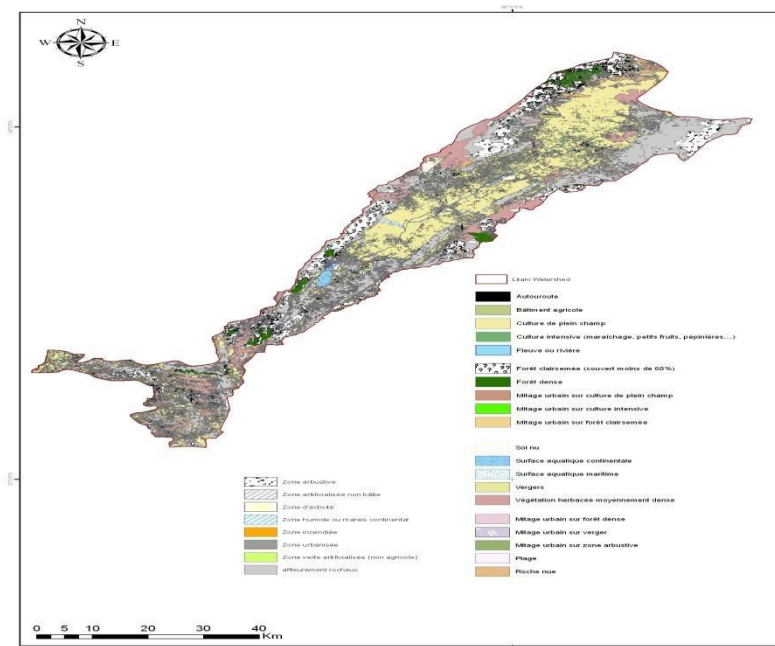 N
W E
S
Litani Watershed
Autouroute
Bâtiment agricole
Culture de plein champ
Culture intensive (maraichage, petits fruits, pépinières...)
Fleuve ou rivière
Forêt clairsemée (couvert moins de 60%)
Forêt dense
Mitage urbain sur culture de plein champ
Mitage urbain sur culture intensive
Mitage urbain sur forêt clairsemée
Sol nu
Surface aquatique continentale
Surface aquatique maritime
Vergers
Végétation herbacée moyennement dense
Mitage urbain sur forêt dense
Mitage urbain sur verger
Mitage urbain sur zone arbustive
Plage
Roche nue
Zone arbustive
Zone artificialisée non bâtie
Zone d'activité
Zone humide ou marais continental
Zone incendiée
Zone urbanisée
Zone verte artificialisée (non agricole)
affleurement rocheux
0 5 10 20 30 40
Km